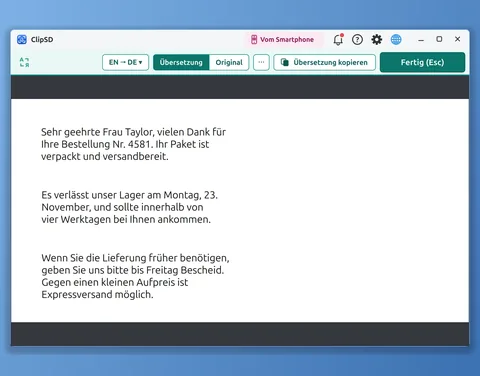 ClipSD
Vom Smartphone
EN → DE ▾
Übersetzung
Original
...
Übersetzung kopieren
Fertig (Esc)
Sehr geehrte Frau Taylor, vielen Dank für
Ihre Bestellung Nr. 4581. Ihr Paket ist
verpackt und versandbereit.
Es verlässt unser Lager am Montag, 23.
November, und sollte innerhalb von
vier Werktagen bei Ihnen ankommen.
Wenn Sie die Lieferung früher benötigen,
geben Sie uns bitte bis Freitag Bescheid.
Gegen einen kleinen Aufpreis ist
Expressversand möglich.